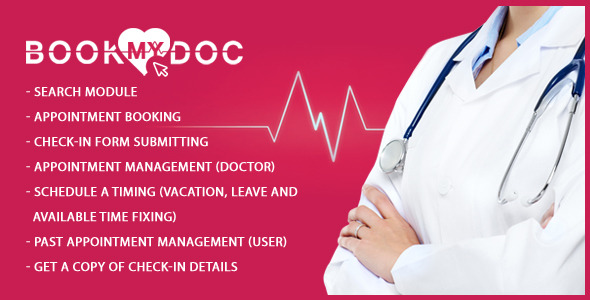 BOOK MY DOC
- SEARCH MODULE
- APPOINTMENT BOOKING
- CHECK-IN FORM SUBMITTING
- APPOINTMENT MANAGEMENT (DOCTOR)
- SCHEDULE A TIMING (VACATION, LEAVE AND
AVAILABLE TIME FIXING)
- PAST APPOINTMENT MANAGEMENT (USER)
- GET A COPY OF CHECK-IN DETAILS